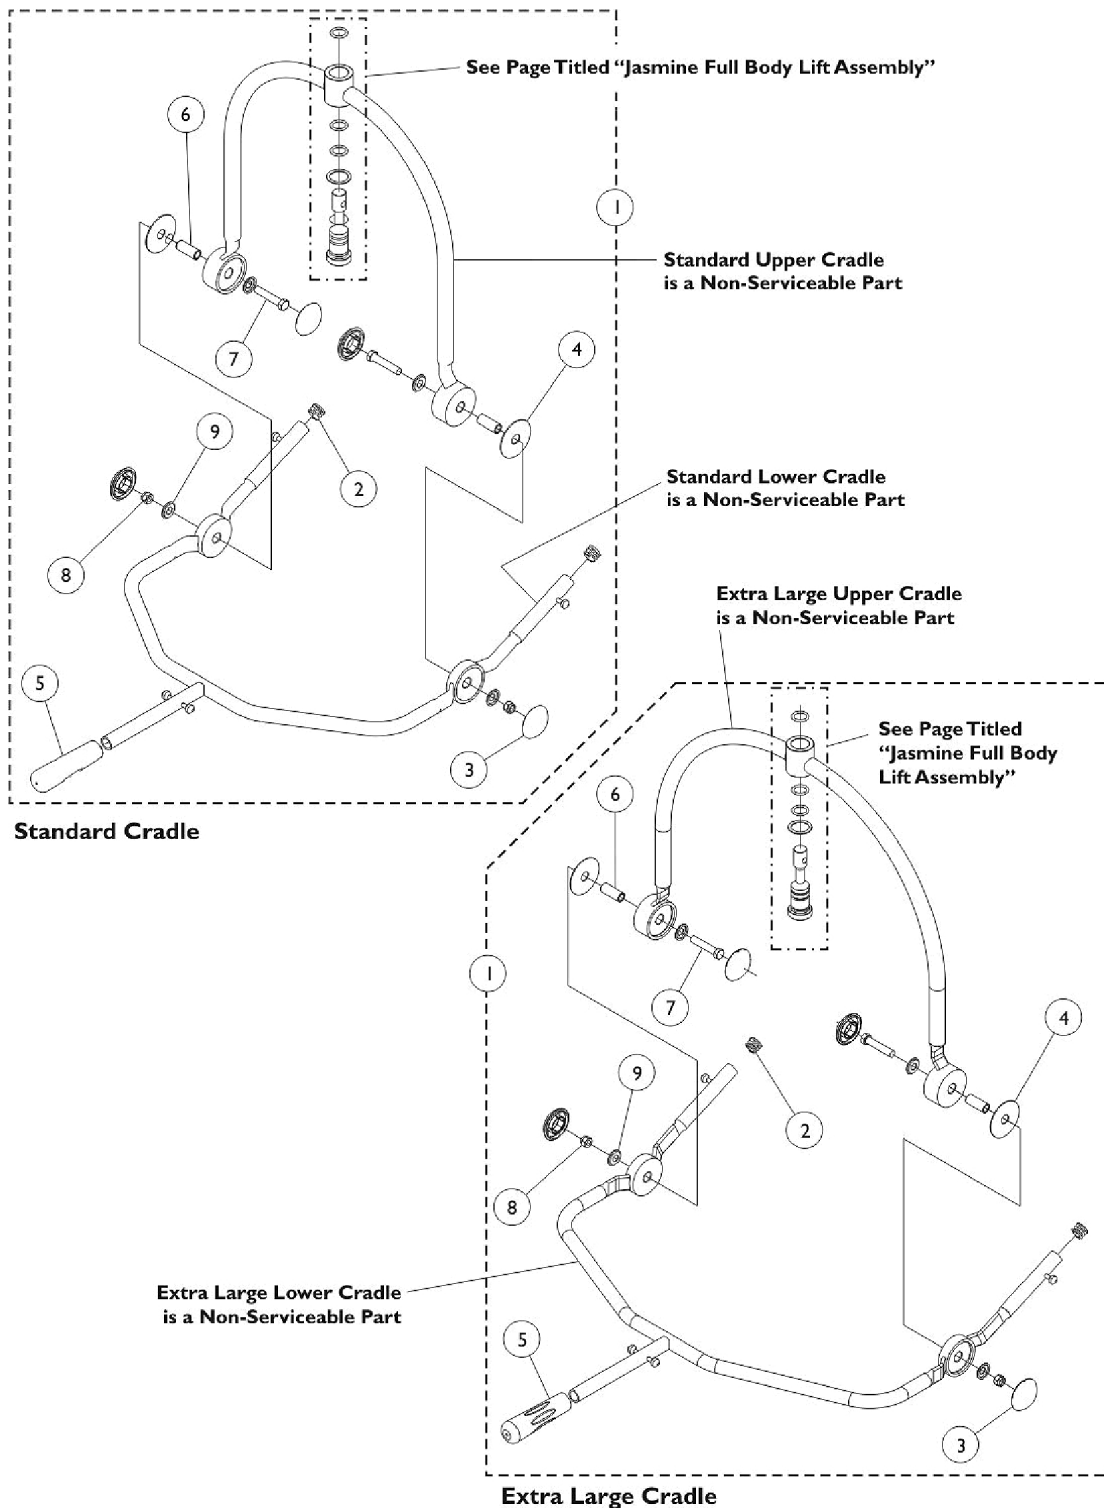 See Page Titled “Jasmine Full Body Lift Assembly”
6
1
Standard Upper Cradle
is a Non-Serviceable Part
7
4
9
2
Standard Lower Cradle
is a Non-Serviceable Part
8
5
3
Standard Cradle
Extra Large Upper Cradle
is a Non-Serviceable Part
See Page Titled
“Jasmine Full Body
Lift Assembly”
6
1
7
4
9
2
8
Extra Large Lower Cradle
is a Non-Serviceable Part
5
3
Extra Large Cradle